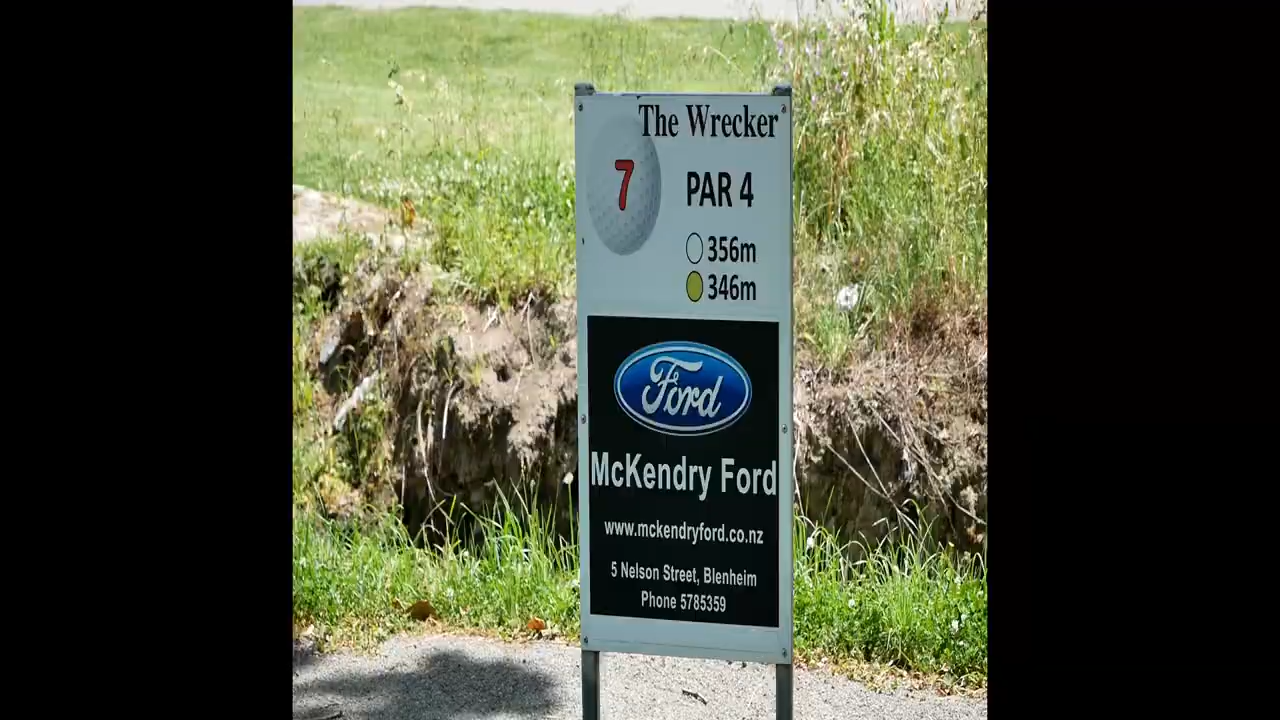 The Wrecker
7
PAR 4
356m
346m
Ford
McKendry Ford
www.mckendryford.co.nz
5 Nelson Street, Blenheim
Phone 5785359